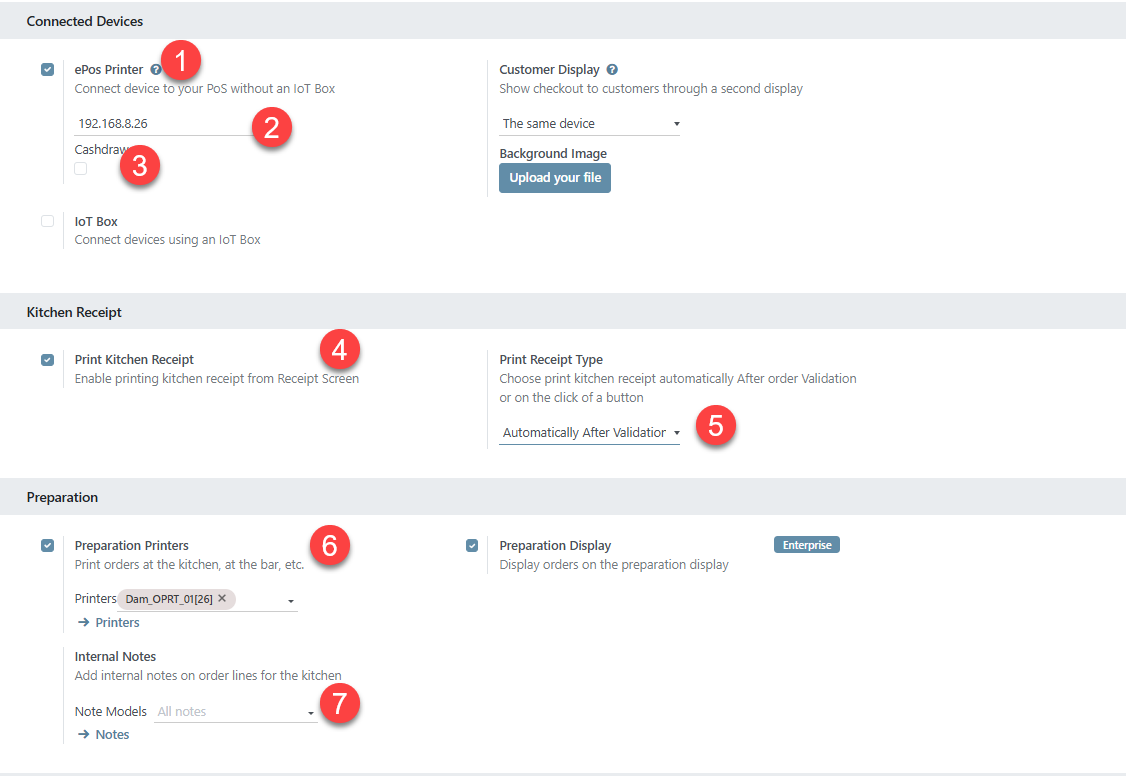 Connected Devices
ePos Printer ? 1
Connect device to your PoS without an IoT Box
192.168.8.26 2
Cashdraw 3
Customer Display ?
Show checkout to customers through a second display
The same device
Background Image
Upload your file
IoT Box
Connect devices using an IoT Box
Kitchen Receipt
Print Kitchen Receipt 4
Enable printing kitchen receipt from Receipt Screen
Print Receipt Type
Choose print kitchen receipt automatically After order Validation
or on the click of a button
Automatically After Validation 5
Preparation
Preparation Printers 6
Print orders at the kitchen, at the bar, etc.
Printers Dam_OPRT_01[26] ✕
→ Printers
Preparation Display Enterprise
Display orders on the preparation display
Internal Notes
Add internal notes on order lines for the kitchen
Note Models All notes 7
→ Notes